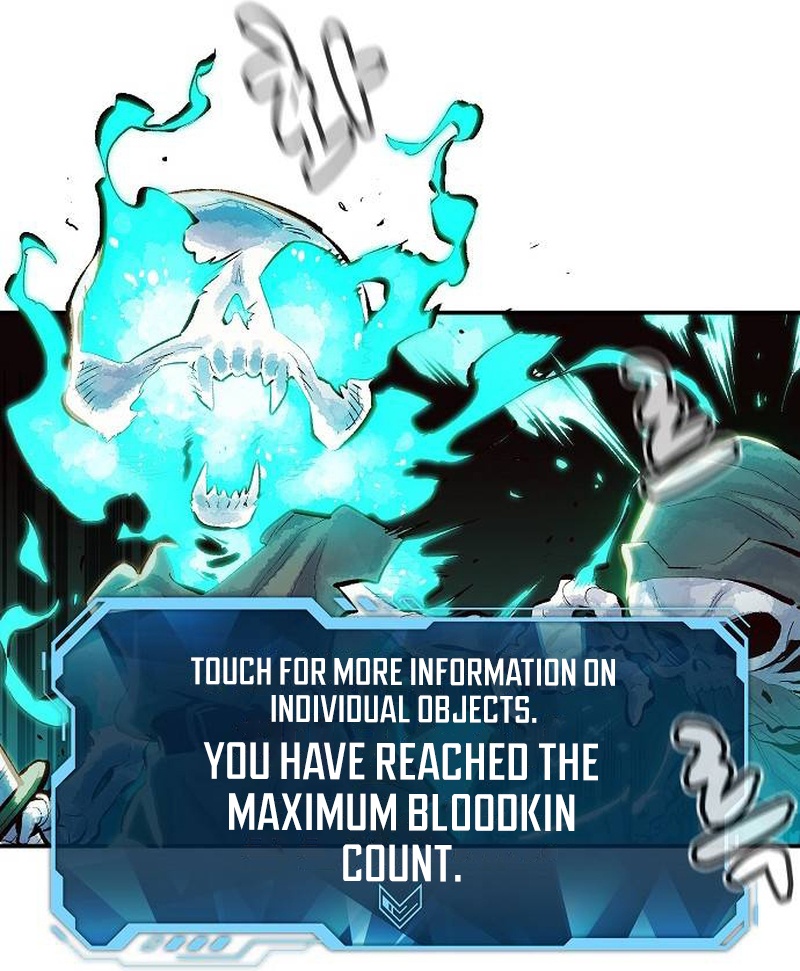 TOUCH FOR MORE INFORMATION ON
INDIVIDUAL OBJECTS.
YOU HAVE REACHED THE
MAXIMUM BLOODKIN
COUNT.